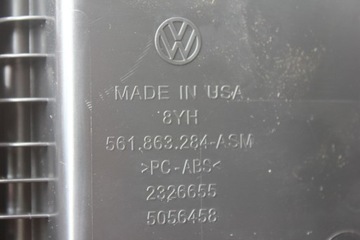 MADE IN USA
8YH
561.863.284-ASM
>PC-ABS<
2326655
5056458